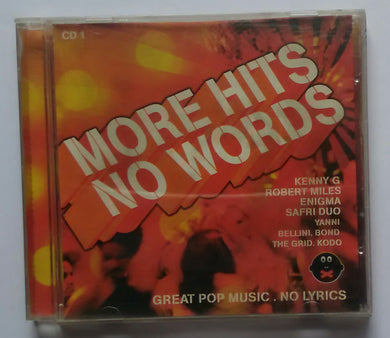 CD 1
MORE HITS
NO WORDS
KENNY G
ROBERT MILES
ENIGMA
SAFRI DUO
YANNI
BELLINI. BOND
THE GRID. KODO
GREAT POP MUSIC . NO LYRICS